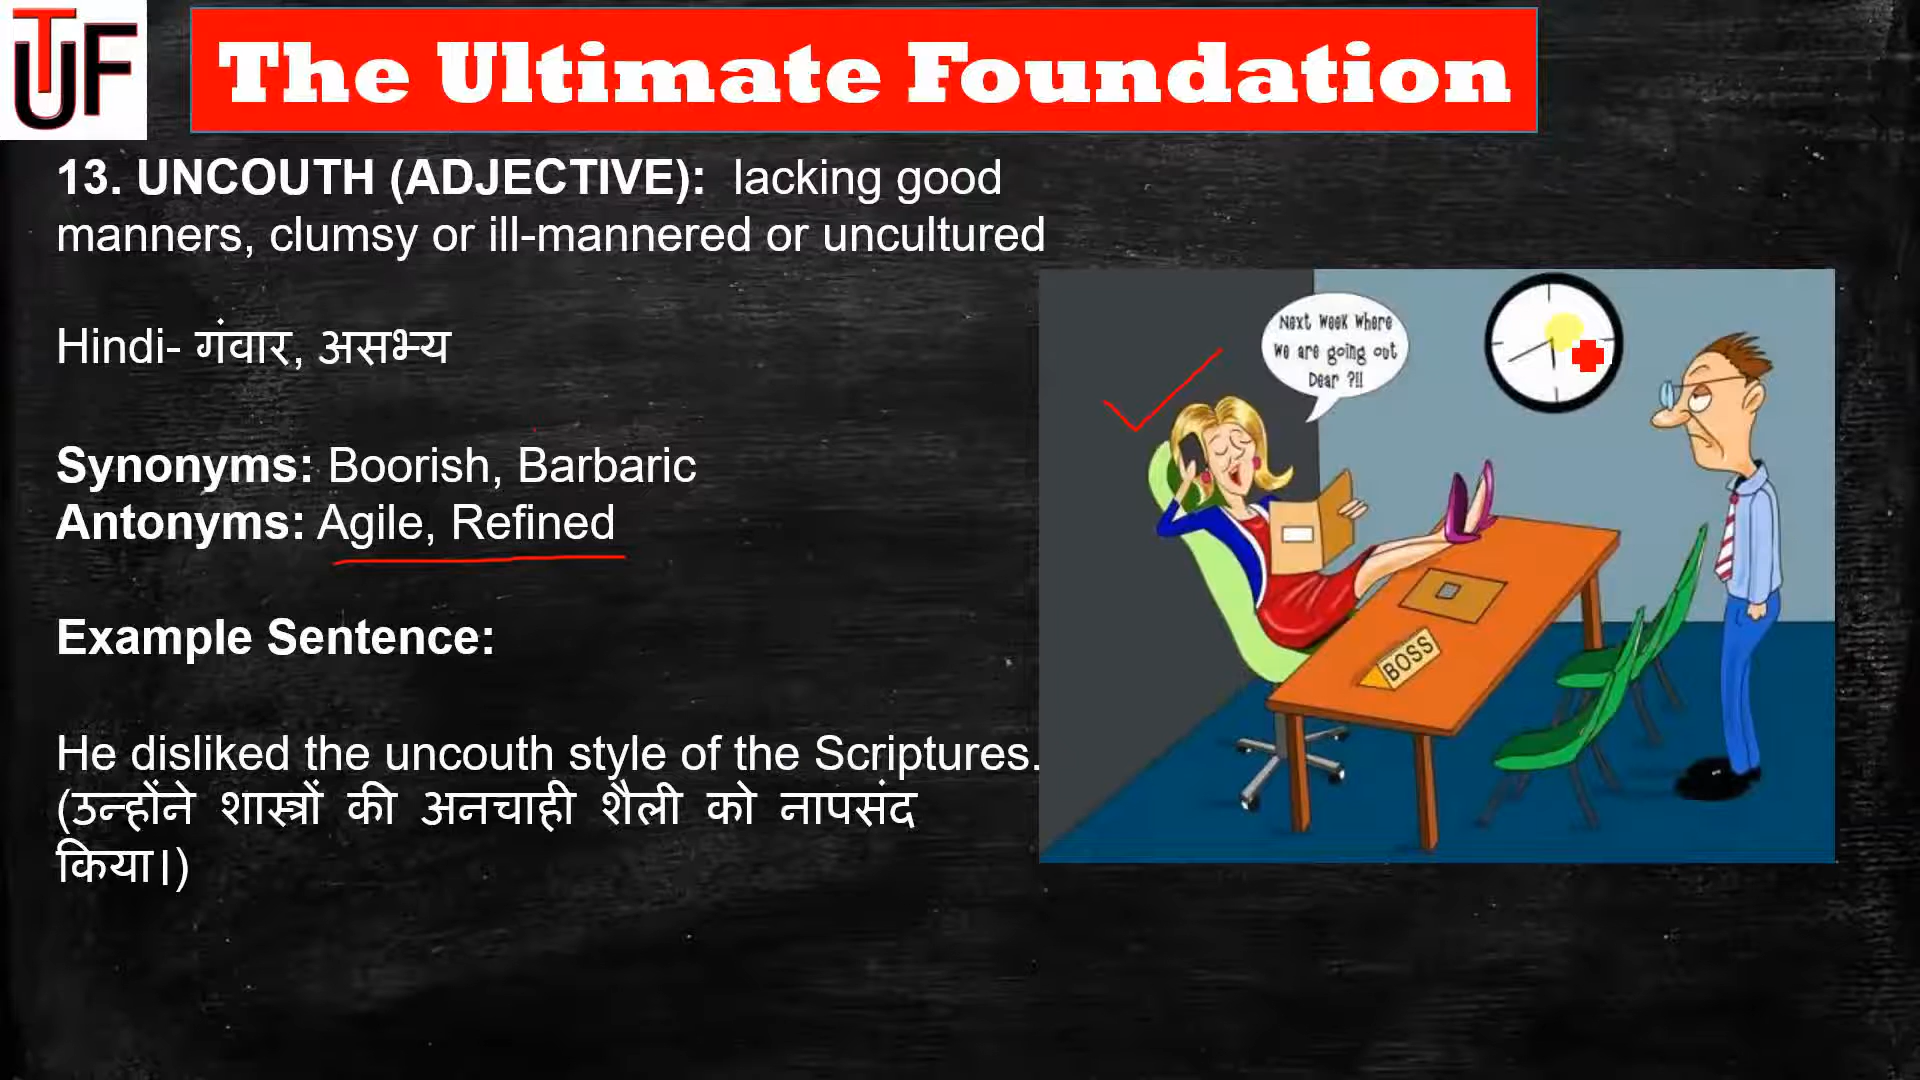 TUF
The Ultimate Foundation
13. UNCOUTH (ADJECTIVE): lacking good
manners, clumsy or ill-mannered or uncultured
Hindi- गंवार, असभ्य
Synonyms: Boorish, Barbaric
Antonyms: Agile, Refined
Example Sentence:
He disliked the uncouth style of the Scriptures.
(उन्होंने शास्त्रों की अनचाही शैली को नापसंद
किया।)
Next Week Where
We are going out
Dear ?!!
BOSS